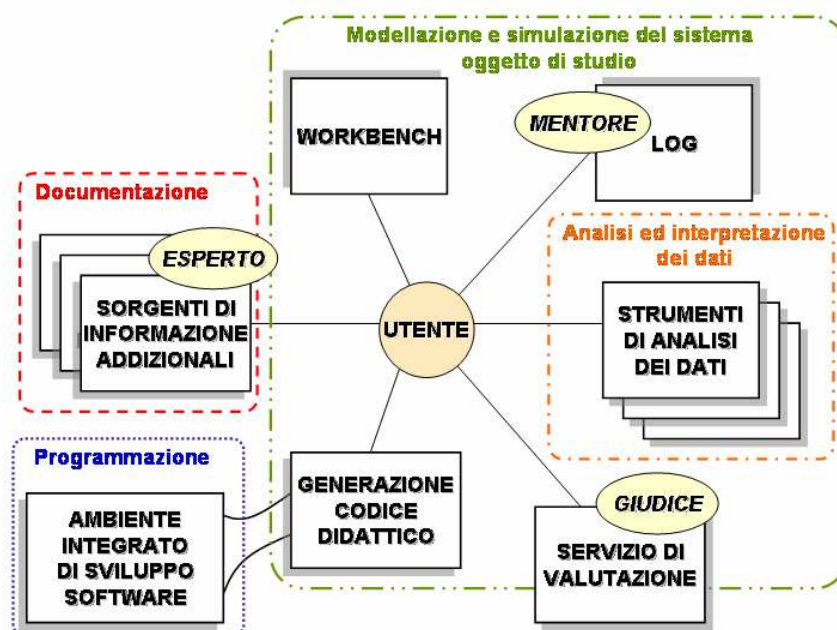 Modellazione e simulazione del sistema
oggetto di studio
WORKBENCH
MENTORE
LOG
Documentazione
ESPERTO
SORGENTI DI
INFORMAZIONE
ADDIZIONALI
UTENTE
Analisi ed interpretazione
dei dati
STRUMENTI
DI ANALISI
DEI DATI
Programmazione
AMBIENTE
INTEGRATO
DI SVILUPPO
SOFTWARE
GENERAZIONE
CODICE
DIDATTICO
GIUDICE
SERVIZIO DI
VALUTAZIONE